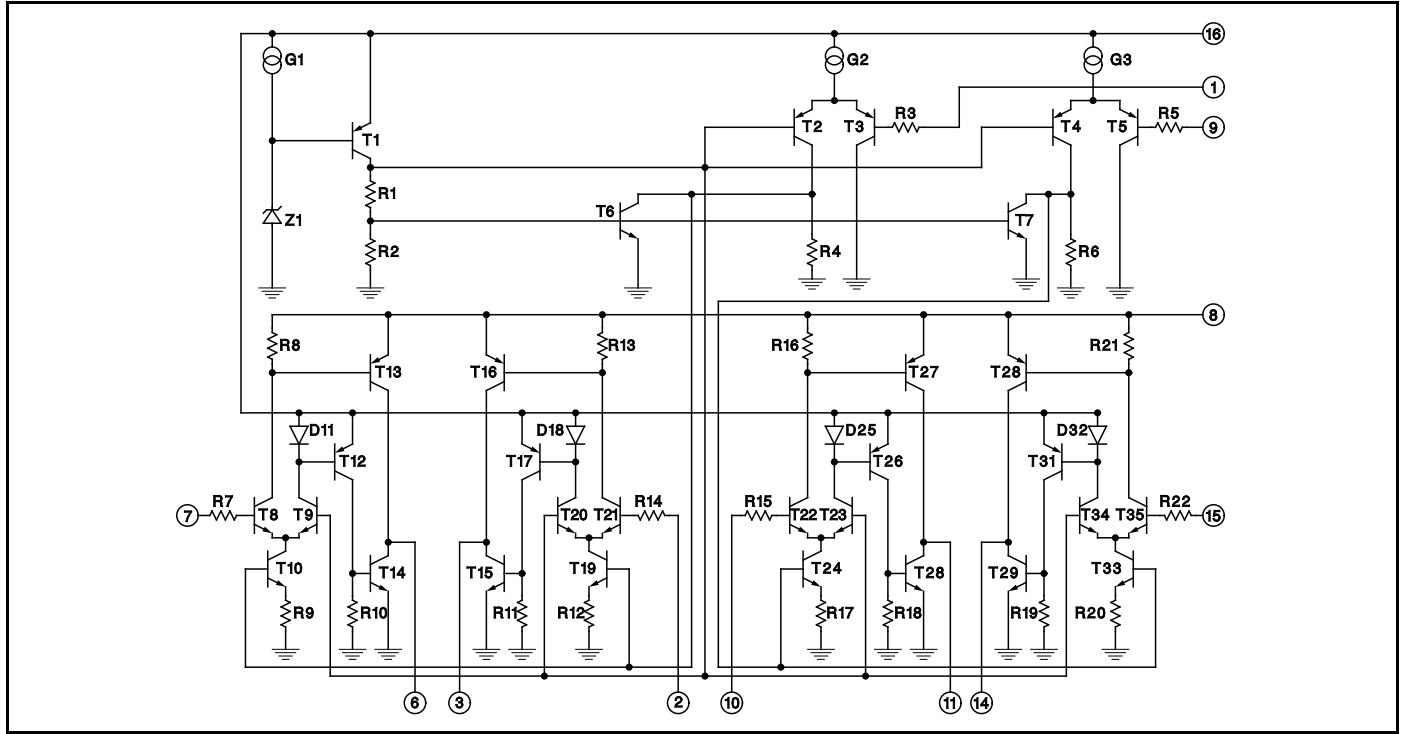 16
G1 G2 G3
1
R3 R5
T1 T2 T3 T4 T5 9
R1
T6 T7
Z1
R2 R4 R6
8
R8 R13 R16 R21
T13 T16 T27 T28
D11 D18 D25 D32
T12 T17 T26 T31
R7 R14 R15 R22
7 T8 T9 T20 T21 T22 T23 T34 T35 15
T10 T14 T15 T19 T24 T28 T29 T33
R9 R10 R11 R12 R17 R18 R19 R20
6 3 2 10 11 14